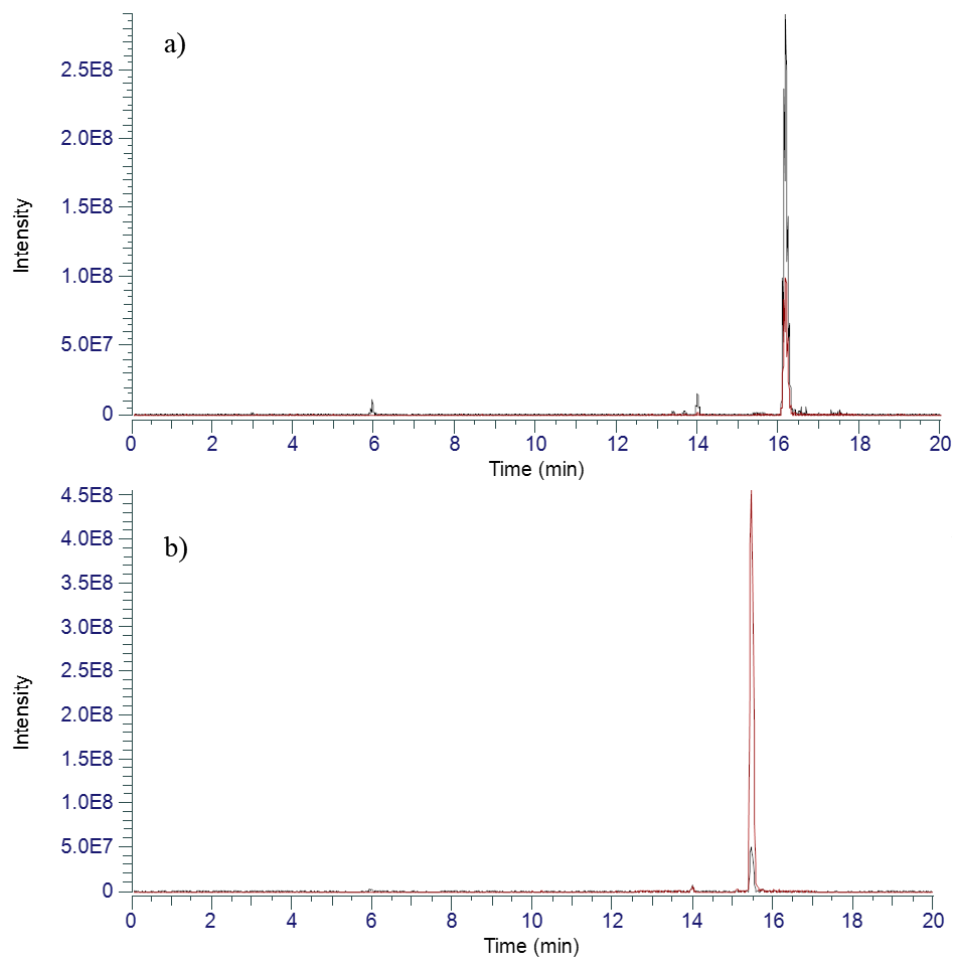 a)
2.5E8
2.0E8
1.5E8
1.0E8
5.0E7
0
Intensity
0 2 4 6 8 10 12 14 16 18 20
Time (min)
b)
4.5E8
4.0E8
3.5E8
3.0E8
2.5E8
2.0E8
1.5E8
1.0E8
5.0E7
0
Intensity
0 2 4 6 8 10 12 14 16 18 20
Time (min)